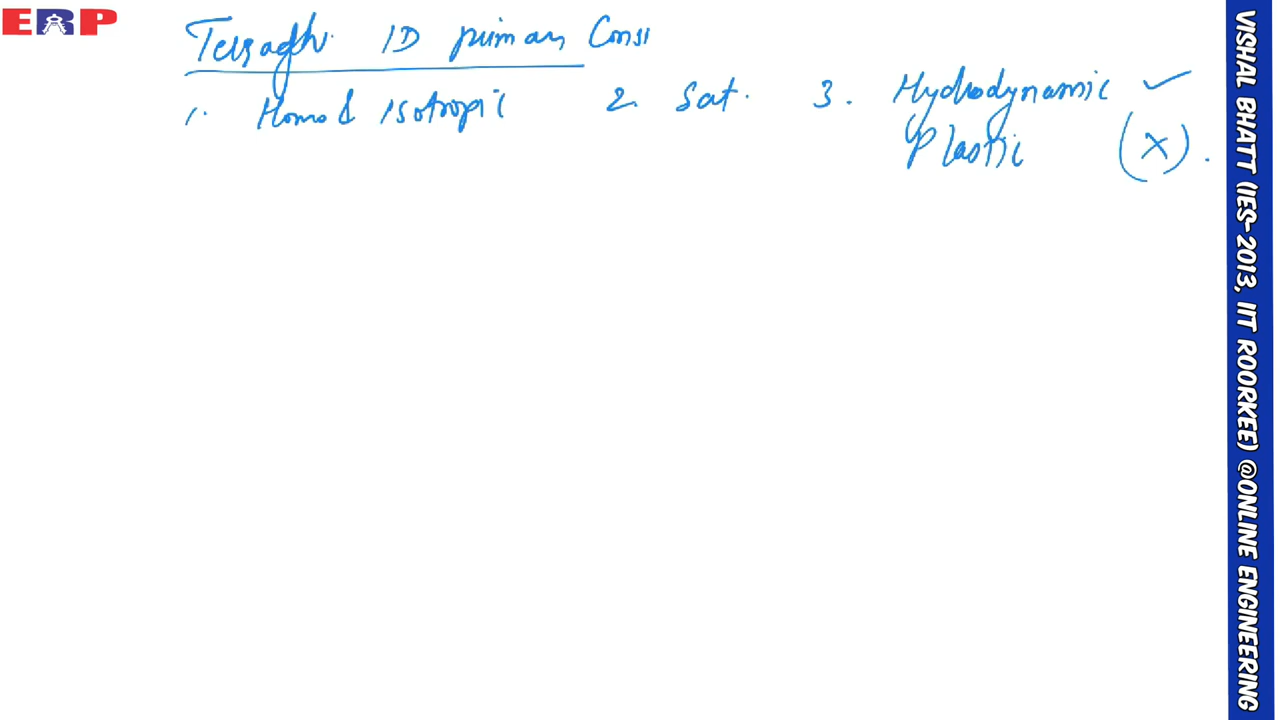 ERP
Terzaghi 1D primary Cons
1. Homo & Isotropic 2. Sat. 3. Hydrodynamic ✓
Plastic (X).
VISHAL BHATT (IES-2013, IIT ROORKEE) @ONLINE ENGINEERING